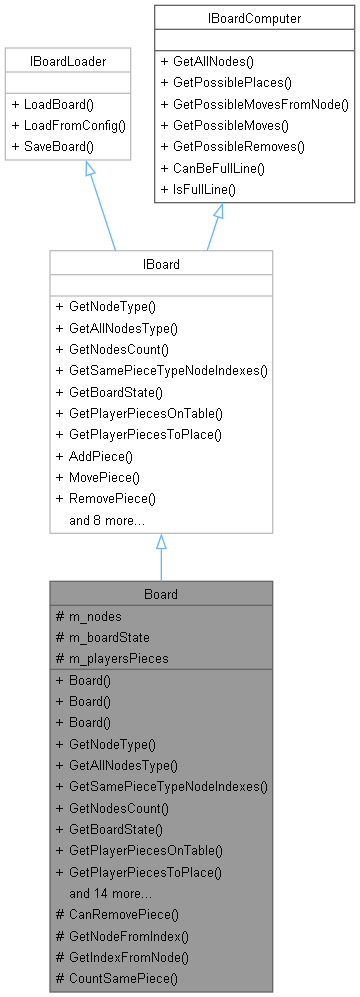 IBoardComputer
+ GetAllNodes()
+ GetPossiblePlaces()
+ GetPossibleMovesFromNode()
+ GetPossibleMoves()
+ GetPossibleRemoves()
+ CanBeFullLine()
+ IsFullLine()
IBoardLoader
+ LoadBoard()
+ LoadFromConfig()
+ SaveBoard()
IBoard
+ GetNodeType()
+ GetAllNodesType()
+ GetNodesCount()
+ GetSamePieceTypeNodeIndexes()
+ GetBoardState()
+ GetPlayerPiecesOnTable()
+ GetPlayerPiecesToPlace()
+ AddPiece()
+ MovePiece()
+ RemovePiece()
and 8 more...
Board
# m_nodes
# m_boardState
# m_playersPieces
+ Board()
+ Board()
+ Board()
+ GetNodeType()
+ GetAllNodesType()
+ GetSamePieceTypeNodeIndexes()
+ GetNodesCount()
+ GetBoardState()
+ GetPlayerPiecesOnTable()
+ GetPlayerPiecesToPlace()
and 14 more...
# CanRemovePiece()
# GetNodeFromIndex()
# GetIndexFromNode()
# CountSamePiece()